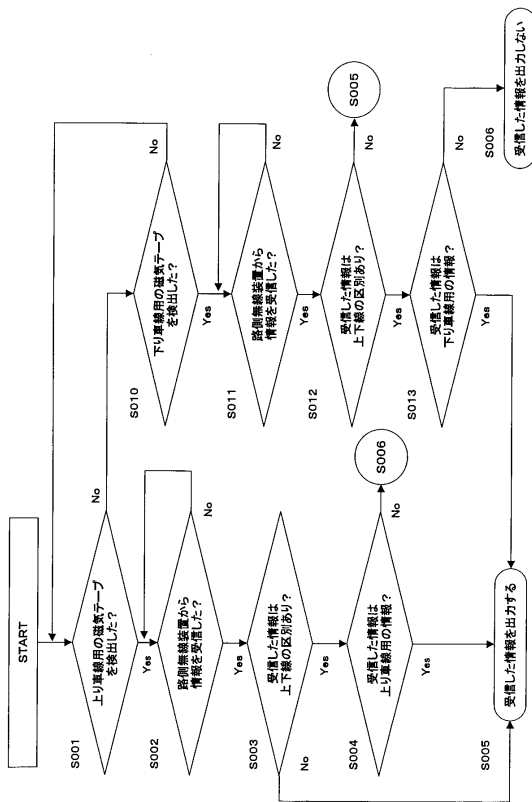 START
S001
上り車線用の磁気テープ
を検出した？
No
Yes
S002
路側無線装置から
情報を受信した？
No
Yes
S003
受信した情報は
上下線の区別あり？
No
Yes
S004
受信した情報は
上り車線用の情報？
No
S006
Yes
S005
受信した情報を出力する
S010
下り車線用の磁気テープ
を検出した？
No
Yes
S011
路側無線装置から
情報を受信した？
No
Yes
S012
受信した情報は
上下線の区別あり？
No
S005
Yes
S013
受信した情報は
下り車線用の情報？
No
Yes
S006
受信した情報を出力しない